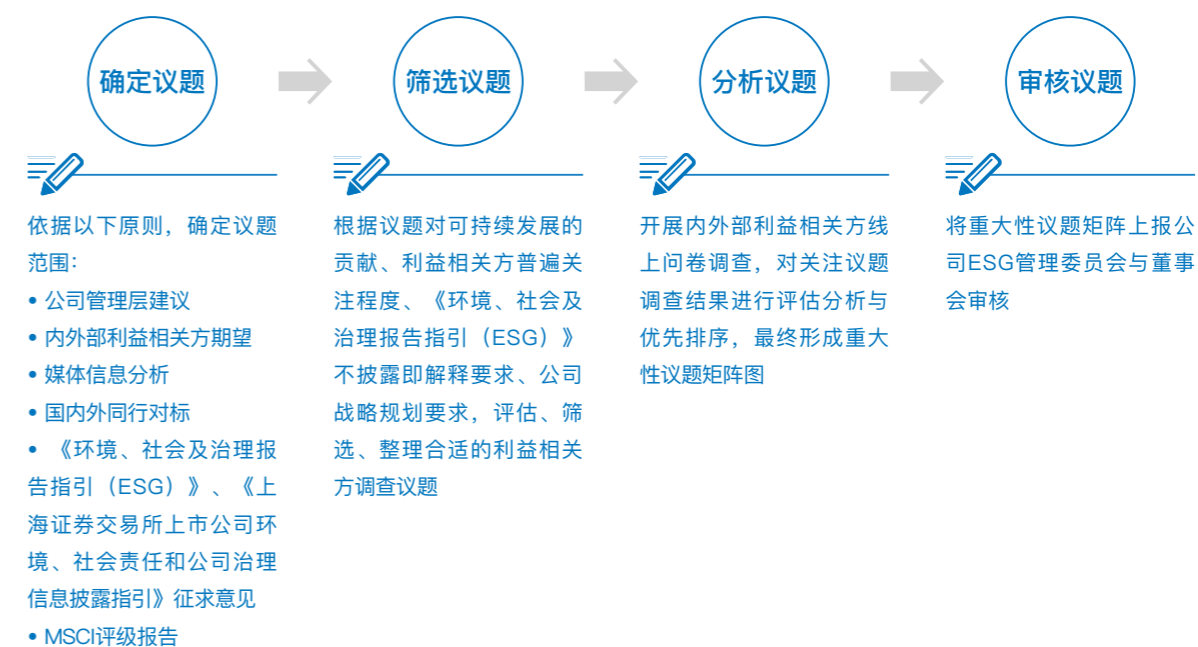 确定议题
筛选议题
分析议题
审核议题
依据以下原则，确定议题
范围：
• 公司管理层建议
• 内外部利益相关方期望
• 媒体信息分析
• 国内外同行对标
• 《环境、社会及治理报
告指引（ESG）》、《上
海证券交易所上市公司环
境、社会责任和公司治理
信息披露指引》征求意见
• MSCI评级报告
根据议题对可持续发展的
贡献、利益相关方普遍关
注程度、《环境、社会及
治理报告指引（ESG）》
不披露即解释要求、公司
战略规划要求，评估、筛
选、整理合适的利益相关
方调查议题
开展内外部利益相关方线
上问卷调查，对关注议题
调查结果进行评估分析与
优先排序，最终形成重大
性议题矩阵图
将重大性议题矩阵上报公
司ESG管理委员会与董事
会审核